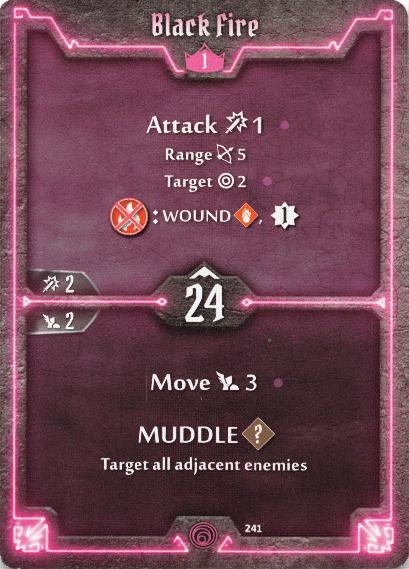 Black Fire
1
Attack 1
Range 5
Target 2
: WOUND , 1
2
24
2
Move 3
MUDDLE ?
Target all adjacent enemies
241